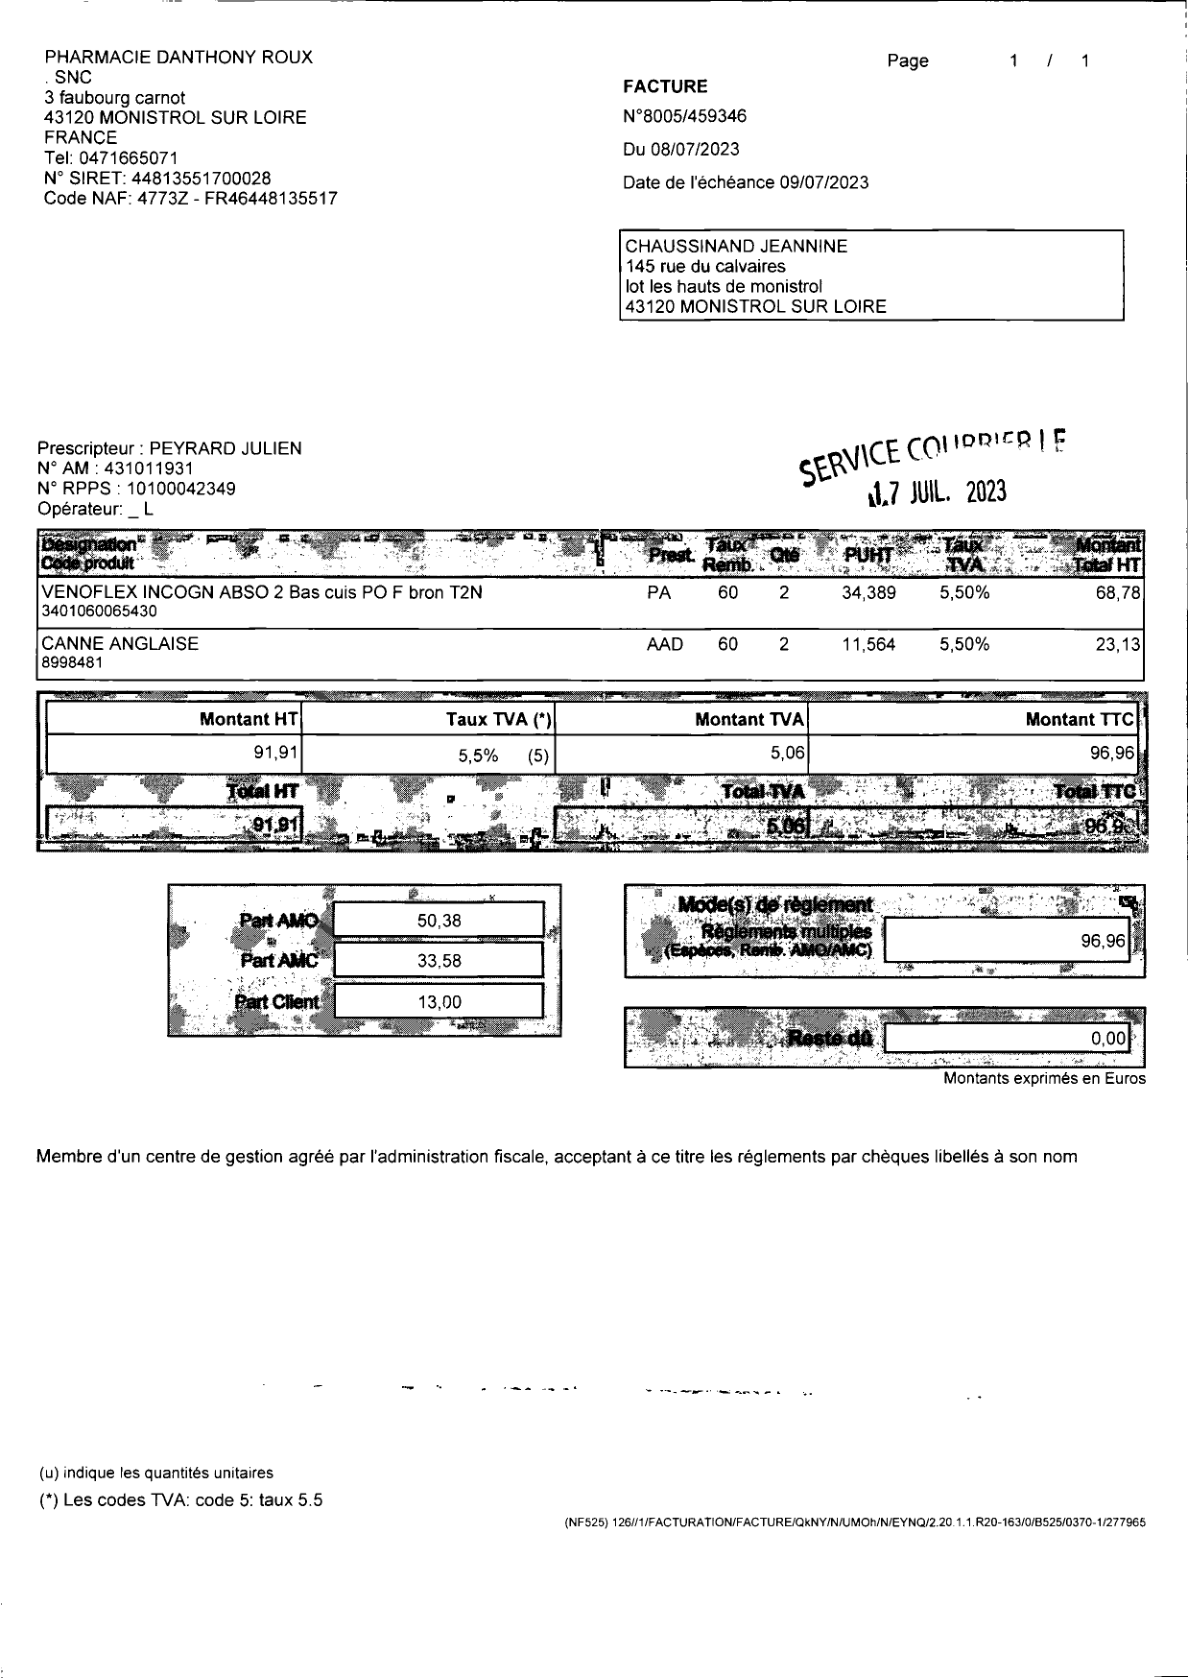 PHARMACIE DANTHONY ROUX
. SNC
3 faubourg carnot
43120 MONISTROL SUR LOIRE
FRANCE
Tel: 0471665071
N° SIRET: 44813551700028
Code NAF: 4773Z - FR46448135517
Page 1 / 1
FACTURE
N°8005/459346
Du 08/07/2023
Date de l'échéance 09/07/2023
CHAUSSINAND JEANNINE
145 rue du calvaires
lot les hauts de monistrol
43120 MONISTROL SUR LOIRE
Prescripteur : PEYRARD JULIEN
N° AM : 431011931
N° RPPS : 10100042349
Opérateur: _ L
SERVICE COURRIER LE
17 JUIL. 2023
Désignation Code produit Prest. Taux Remb. Qté PUHT Taux TVA Montant Total HT
VENOFLEX INCOGN ABSO 2 Bas cuis PO F bron T2N PA 60 2 34,389 5,50% 68,78
3401060065430
CANNE ANGLAISE AAD 60 2 11,564 5,50% 23,13
8998481
Montant HT Taux TVA (*) Montant TVA Montant TTC
91,91 5,5% (5) 5,06 96,96
Total HT Total TVA Total TTC
91,91 5,06
Part AMO 50,38
Part AMC 33,58
Part Client 13,00
Mode(s) de règlement
Règlements multiples
(Espèces, Remb. AMO/AMC) 96,96
Reste dû 0,00
Montants exprimés en Euros
Membre d'un centre de gestion agréé par l'administration fiscale, acceptant à ce titre les réglements par chèques libellés à son nom
(u) indique les quantités unitaires
(*) Les codes TVA: code 5: taux 5.5
(NF525) 126//1/FACTURATION/FACTURE/QkNY/N/UMOh/N/EYNQ/2.20.1.1.R20-163/0/B525/0370-1/277965